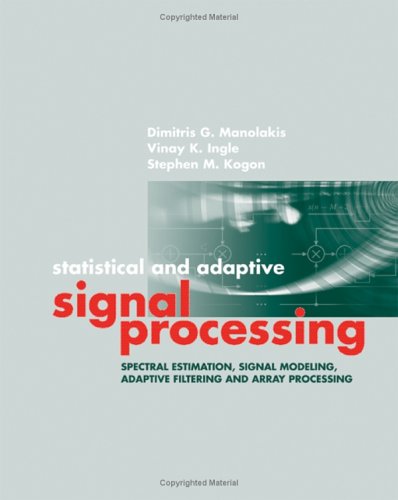 Copyrighted Material
Dimitris G. Manolakis
Vinay K. Ingle
Stephen M. Kogon
statistical and adaptive
signal
processing
SPECTRAL ESTIMATION, SIGNAL MODELING,
ADAPTIVE FILTERING AND ARRAY PROCESSING
Copyrighted Material